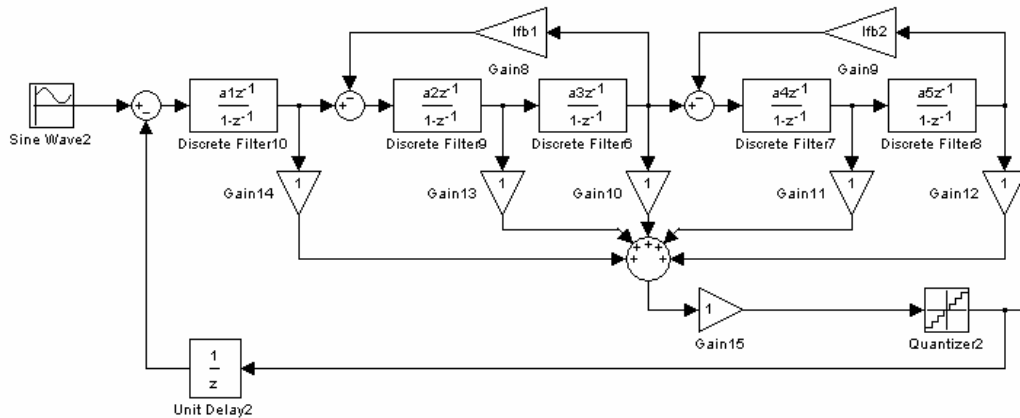 lfb1
lfb2
Gain8
Gain9
Sine Wave2
a1z-1
1-z-1
Discrete Filter10
a2z-1
1-z-1
Discrete Filter9
a3z-1
1-z-1
Discrete Filter6
a4z-1
1-z-1
Discrete Filter7
a5z-1
1-z-1
Discrete Filter8
1
Gain14
1
Gain13
1
Gain10
1
Gain11
1
Gain12
1
Gain15
Quantizer2
1
z
Unit Delay2